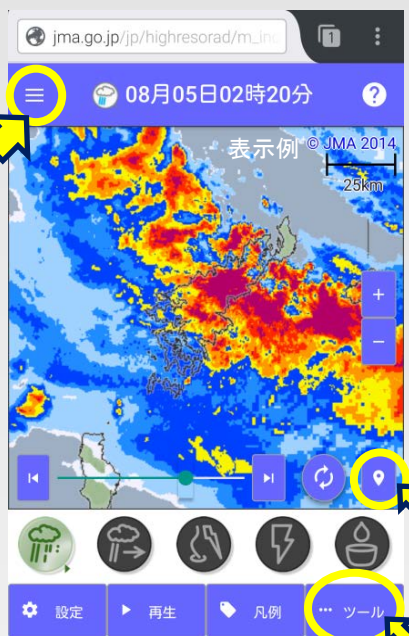 jma.go.jp/jp/highresorad/m_in
1
08月05日02時20分
?
表示例 © JMA 2014
25km
+
−
設定
再生
凡例
ツール